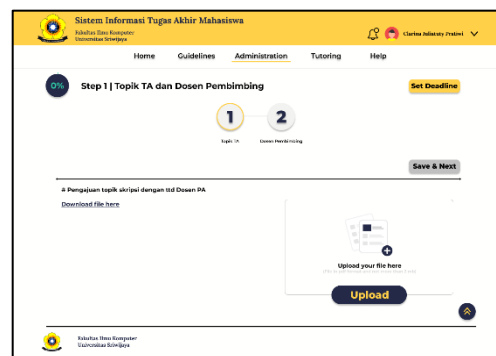 Sistem Informasi Tugas Akhir Mahasiswa
Fakultas Ilmu Komputer
Universitas Sriwijaya
Clarisa Julistuty Pratiwi
Home Guidelines Administration Tutoring Help
0% Step 1 | Topik TA dan Dosen Pembimbing Set Deadline
1 2
Topik TA Dosen Pembimbing
Save & Next
# Pengajuan topik skripsi dengan ttd Dosen PA
Download file here
Upload your file here
Upload
Fakultas Ilmu Komputer
Universitas Sriwijaya